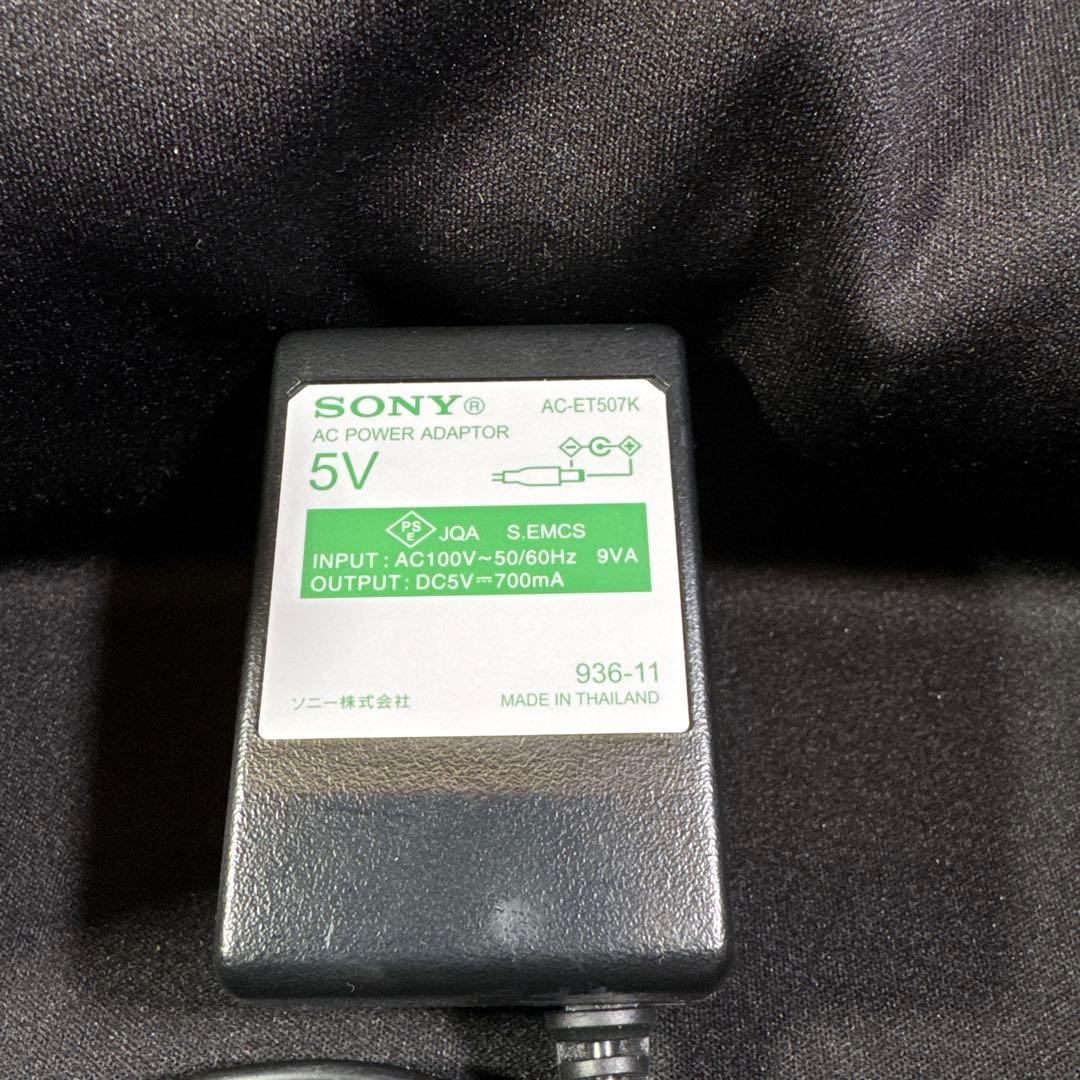 SONY® AC-ET507K
AC POWER ADAPTOR
5V
PSE JQA S.EMCS
INPUT : AC100V~50/60Hz 9VA
OUTPUT : DC5V⎓700mA
936-11
ソニー株式会社 MADE IN THAILAND